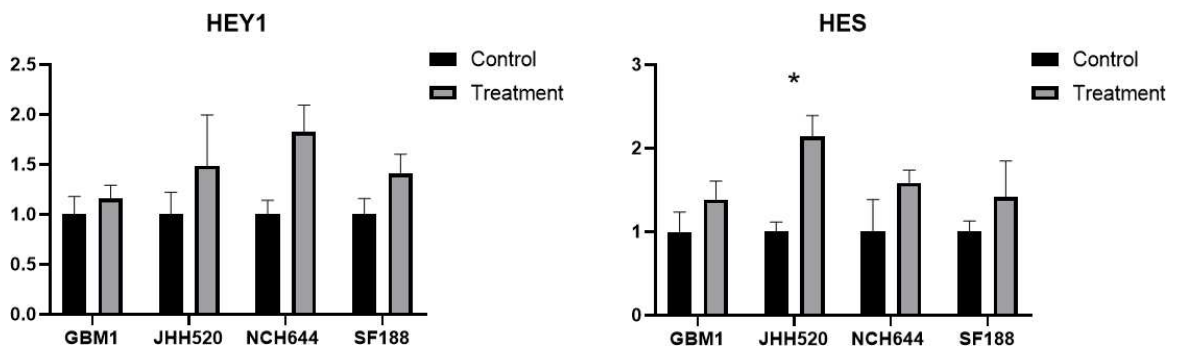 HEY1
Control
Treatment
2.5
2.0
1.5
1.0
0.5
0.0
GBM1 JHH520 NCH644 SF188
HES
Control
Treatment
*
3
2
1
0
GBM1 JHH520 NCH644 SF188